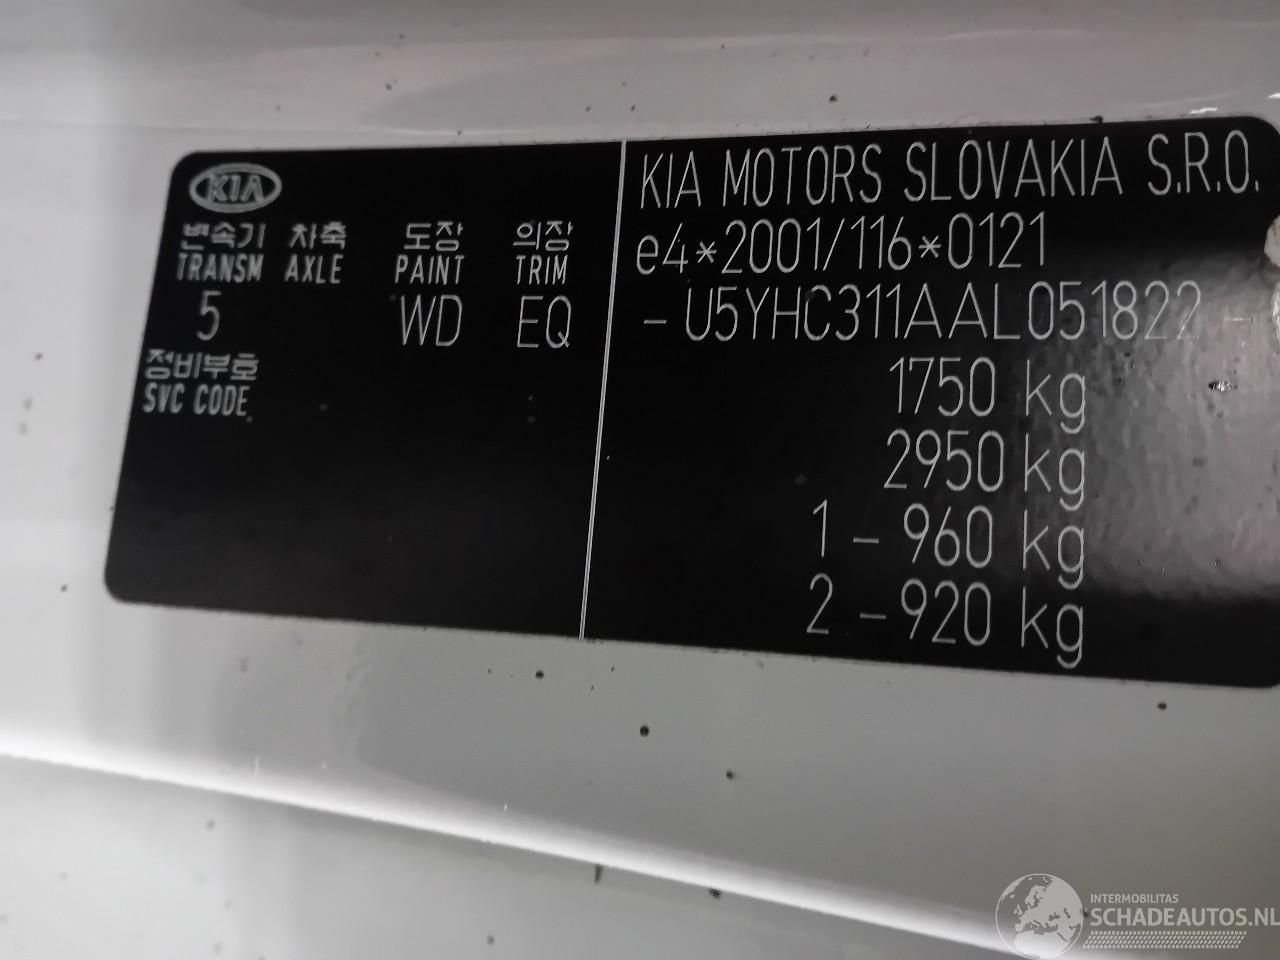 KIA
변속기 차축 도장 의장
TRANSM AXLE PAINT TRIM
5 WD EQ
정비부호
SVC CODE
KIA MOTORS SLOVAKIA S.R.O.
e4*2001/116*0121
- U5YHC311AAL051822 -
1750 kg
2950 kg
1 - 960 kg
2 - 920 kg
INTERMOBILITAS
SCHADEAUTOS.NL